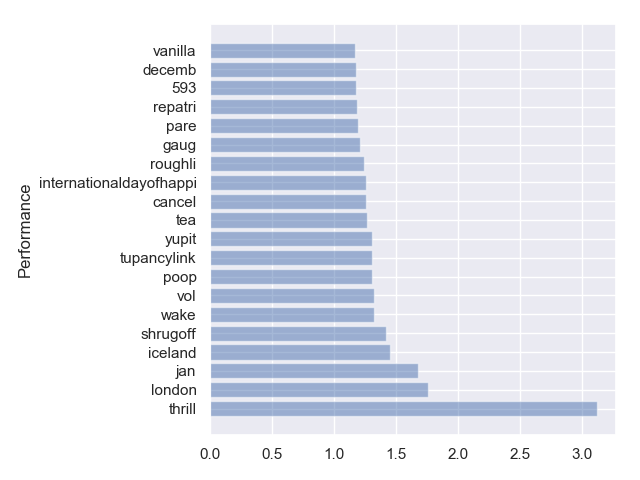 vanilla
decemb
593
repatri
pare
gaug
roughli
internationaldayofhappi
cancel
tea
yupit
tupancylink
poop
vol
wake
shrugoff
iceland
jan
london
thrill
Performance
0.0 0.5 1.0 1.5 2.0 2.5 3.0